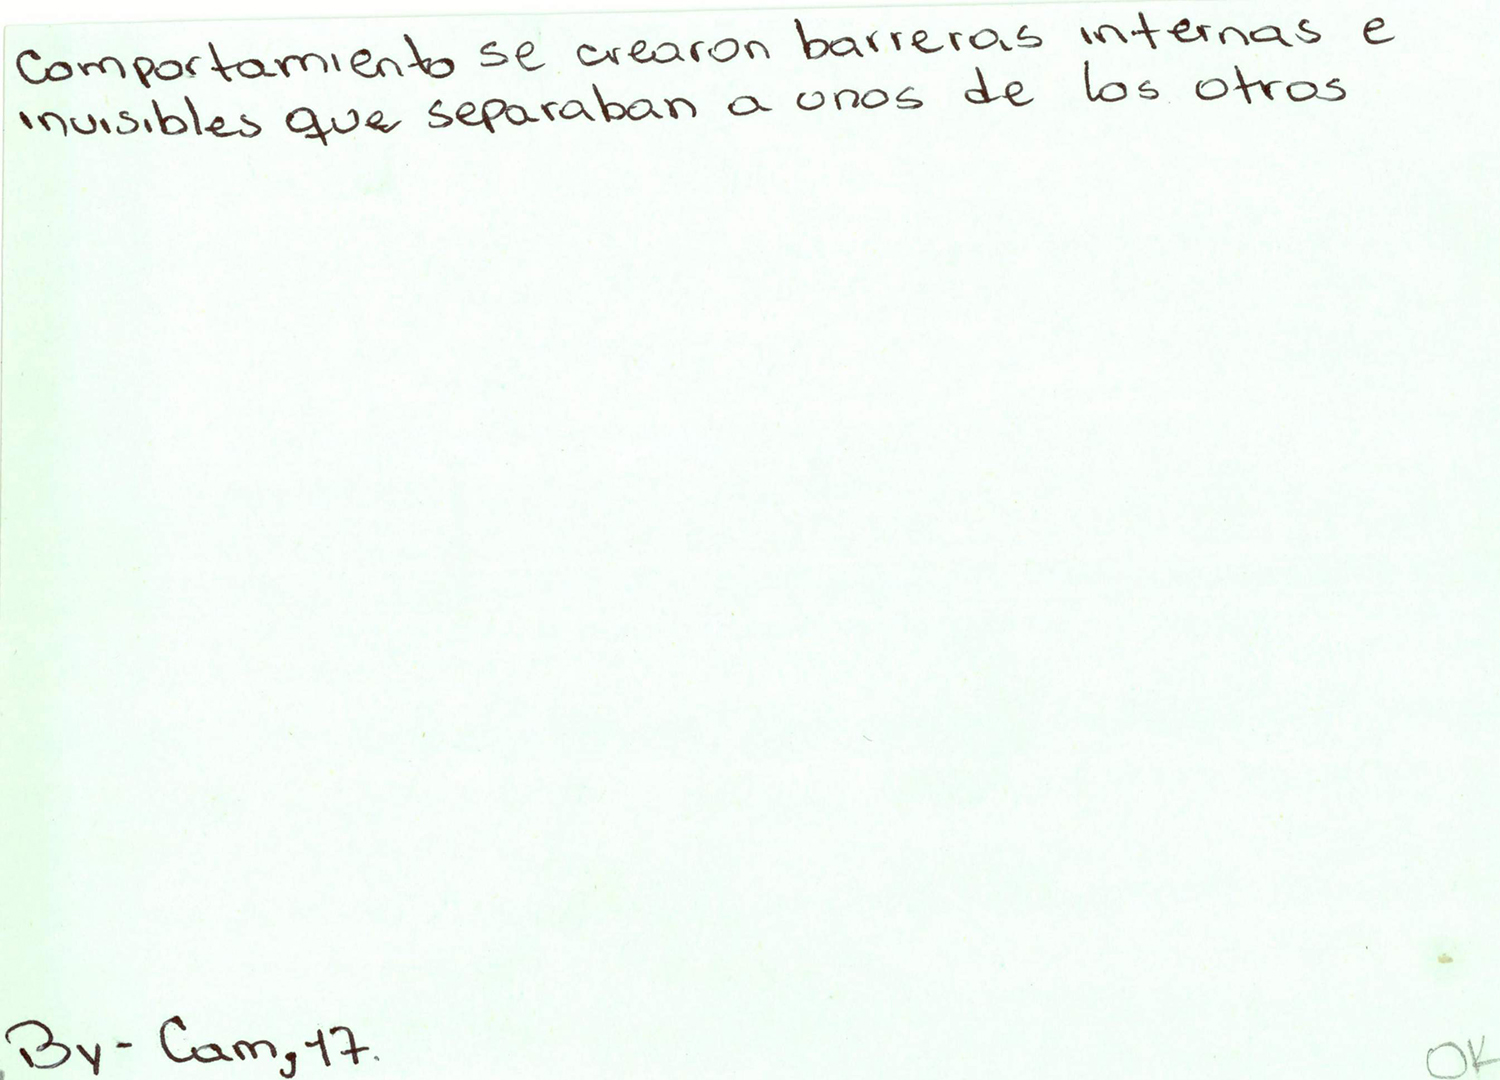 Comportamiento se crearon barreras internas e
invisibles que separaban a unos de los otros
By- Cam, 17.
OK